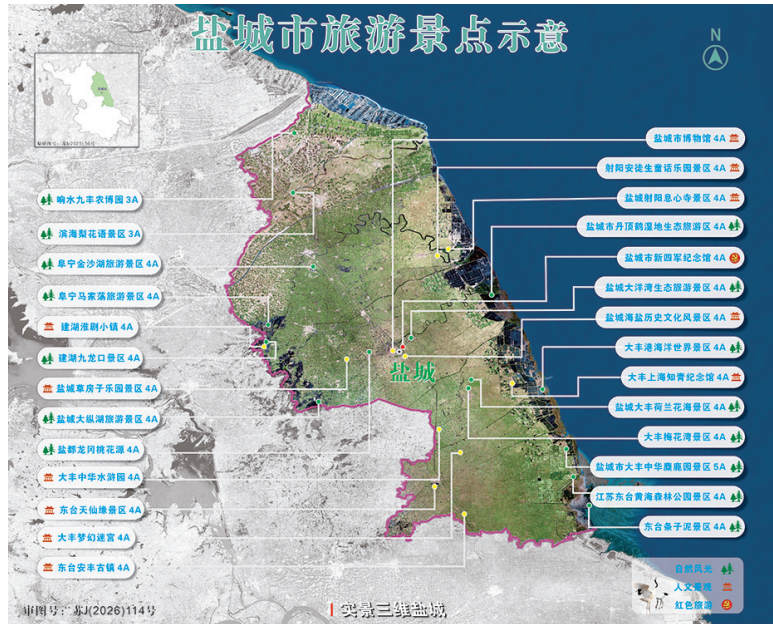 盐城市旅游景点示意
N
盐城市
审图号：苏J(2021)56号
响水九丰农博园 3A
滨海梨花语景区 3A
阜宁金沙湖旅游景区 4A
阜宁马家荡旅游景区 4A
建湖淮剧小镇 4A
建湖九龙口景区 4A
盐城草房子乐园景区 4A
盐城大纵湖旅游景区 4A
盐都龙冈桃花源 4A
大丰中华水浒园 4A
东台天仙缘景区 4A
大丰梦幻迷宫 4A
东台安丰古镇 4A
盐城市博物馆 4A
射阳安徒生童话乐园景区 4A
盐城射阳息心寺景区 4A
盐城市丹顶鹤湿地生态旅游区 4A
盐城市新四军纪念馆 4A
盐城大洋湾生态旅游景区 4A
盐城海盐历史文化风景区 4A
大丰港海洋世界景区 4A
大丰上海知青纪念馆 4A
盐城大丰荷兰花海景区 4A
大丰梅花湾景区 4A
盐城市大丰中华麋鹿园景区 5A
江苏东台黄海森林公园景区 4A
东台条子泥景区 4A
盐城
自然风光
人文景观
红色旅游
审图号：苏J(2026)114号
实景三维盐城